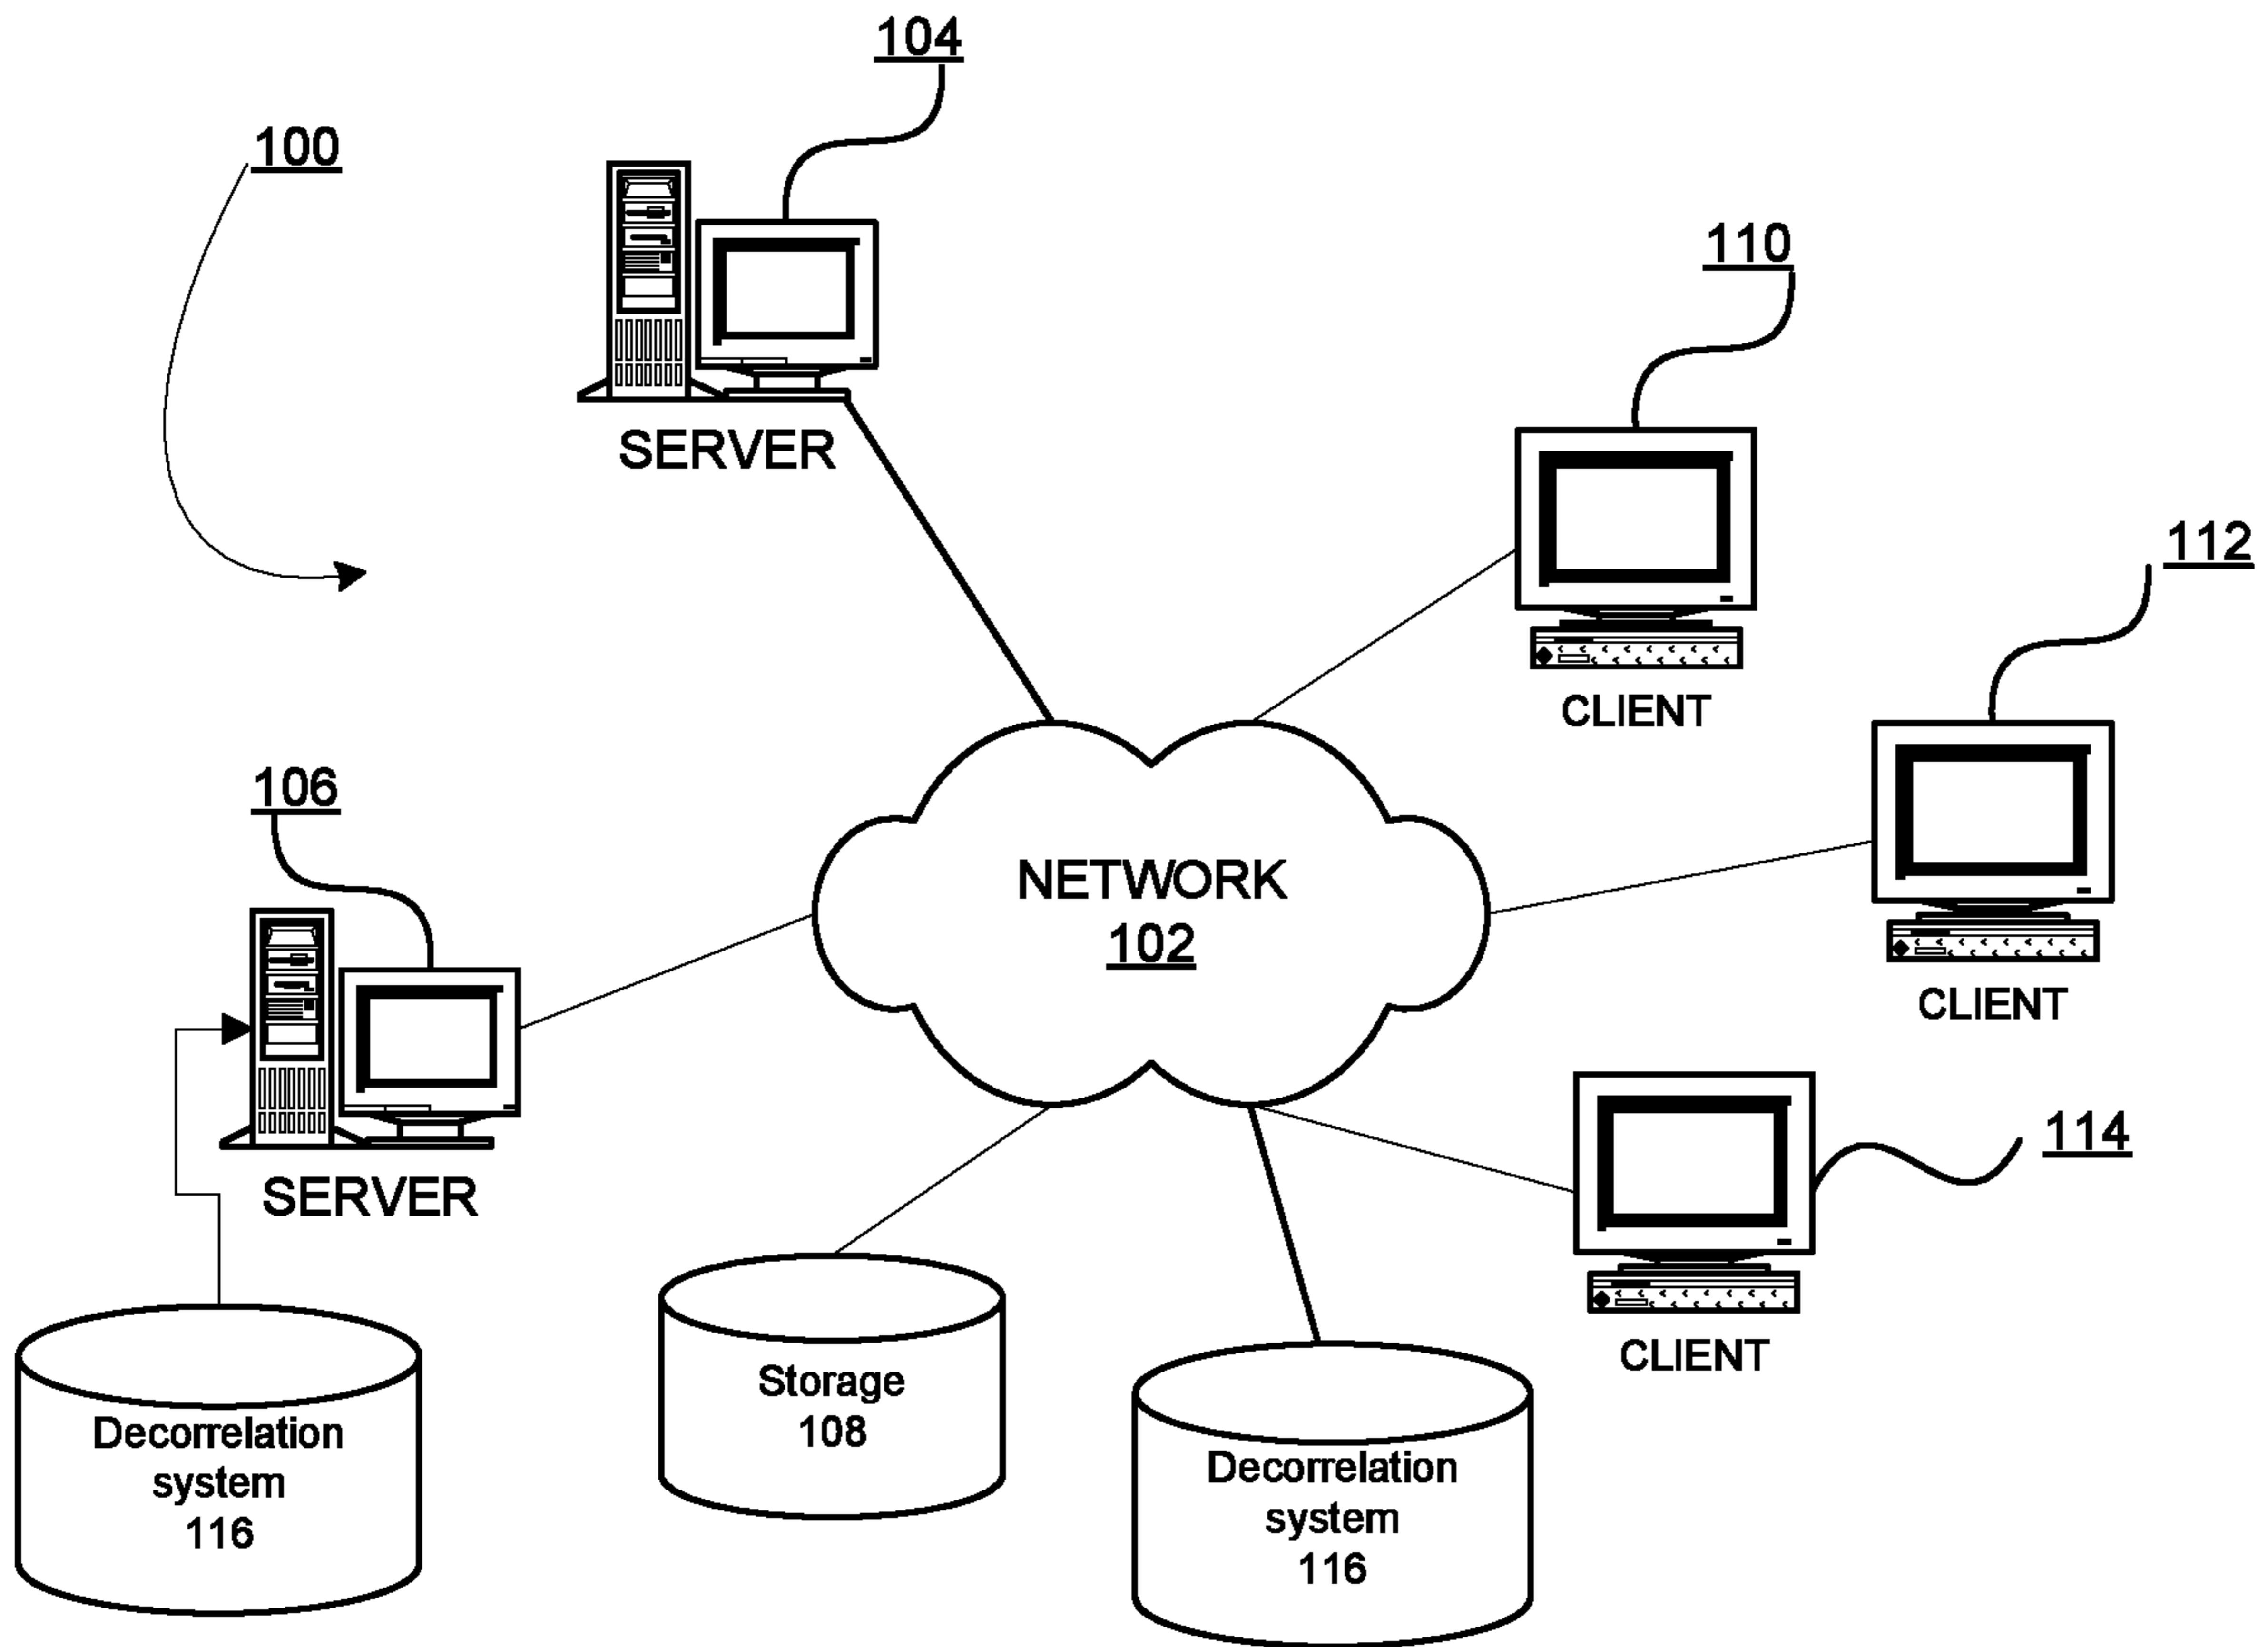 104
100
SERVER
110
CLIENT
112
CLIENT
106
SERVER
NETWORK
102
114
CLIENT
Storage
108
Decorrelation
system
116
Decorrelation
system
116